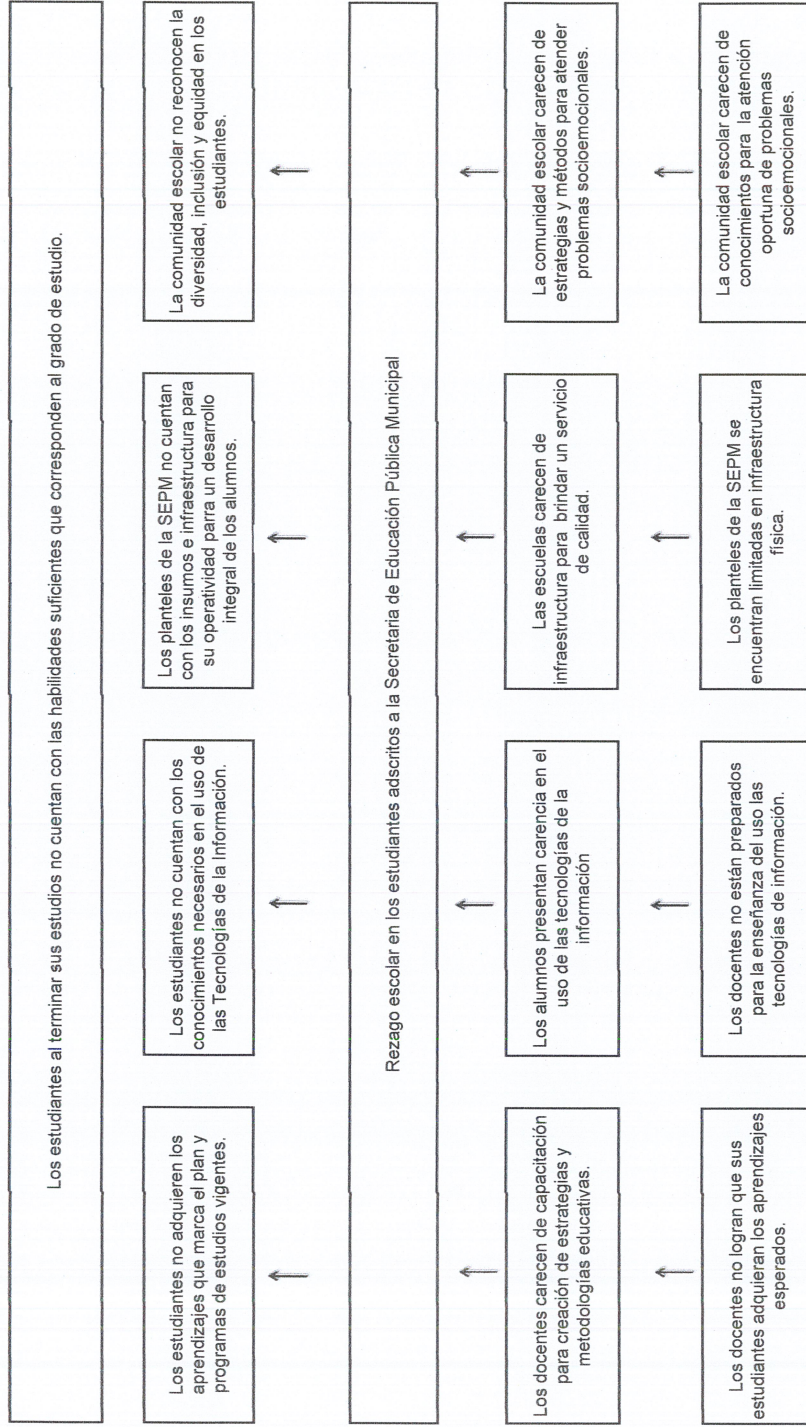 Los estudiantes al terminar sus estudios no cuentan con las habilidades suficientes que corresponden al grado de estudio.
Los estudiantes no adquieren los
aprendizajes que marca el plan y
programas de estudios vigentes.
Los estudiantes no cuentan con los
conocimientos necesarios en el uso de
las Tecnologías de la Información.
Los planteles de la SEPM no cuentan
con los insumos e infraestructura para
su operatividad parra un desarrollo
integral de los alumnos.
La comunidad escolar no reconocen la
diversidad, inclusión y equidad en los
estudiantes.
Rezago escolar en los estudiantes adscritos a la Secretaria de Educación Pública Municipal
Los docentes carecen de capacitación
para creación de estrategias y
metodologías educativas.
Los alumnos presentan carencia en el
uso de las tecnologías de la
información
Las escuelas carecen de
infraestructura para brindar un servicio
de calidad.
La comunidad escolar carecen de
estrategias y métodos para atender
problemas socioemocionales.
Los docentes no logran que sus
estudiantes adquieran los aprendizajes
esperados.
Los docentes no están preparados
para la enseñanza del uso las
tecnologías de información.
Los planteles de la SEPM se
encuentran limitadas en infraestructura
física.
La comunidad escolar carecen de
conocimientos para la atención
oportuna de problemas
socioemocionales.